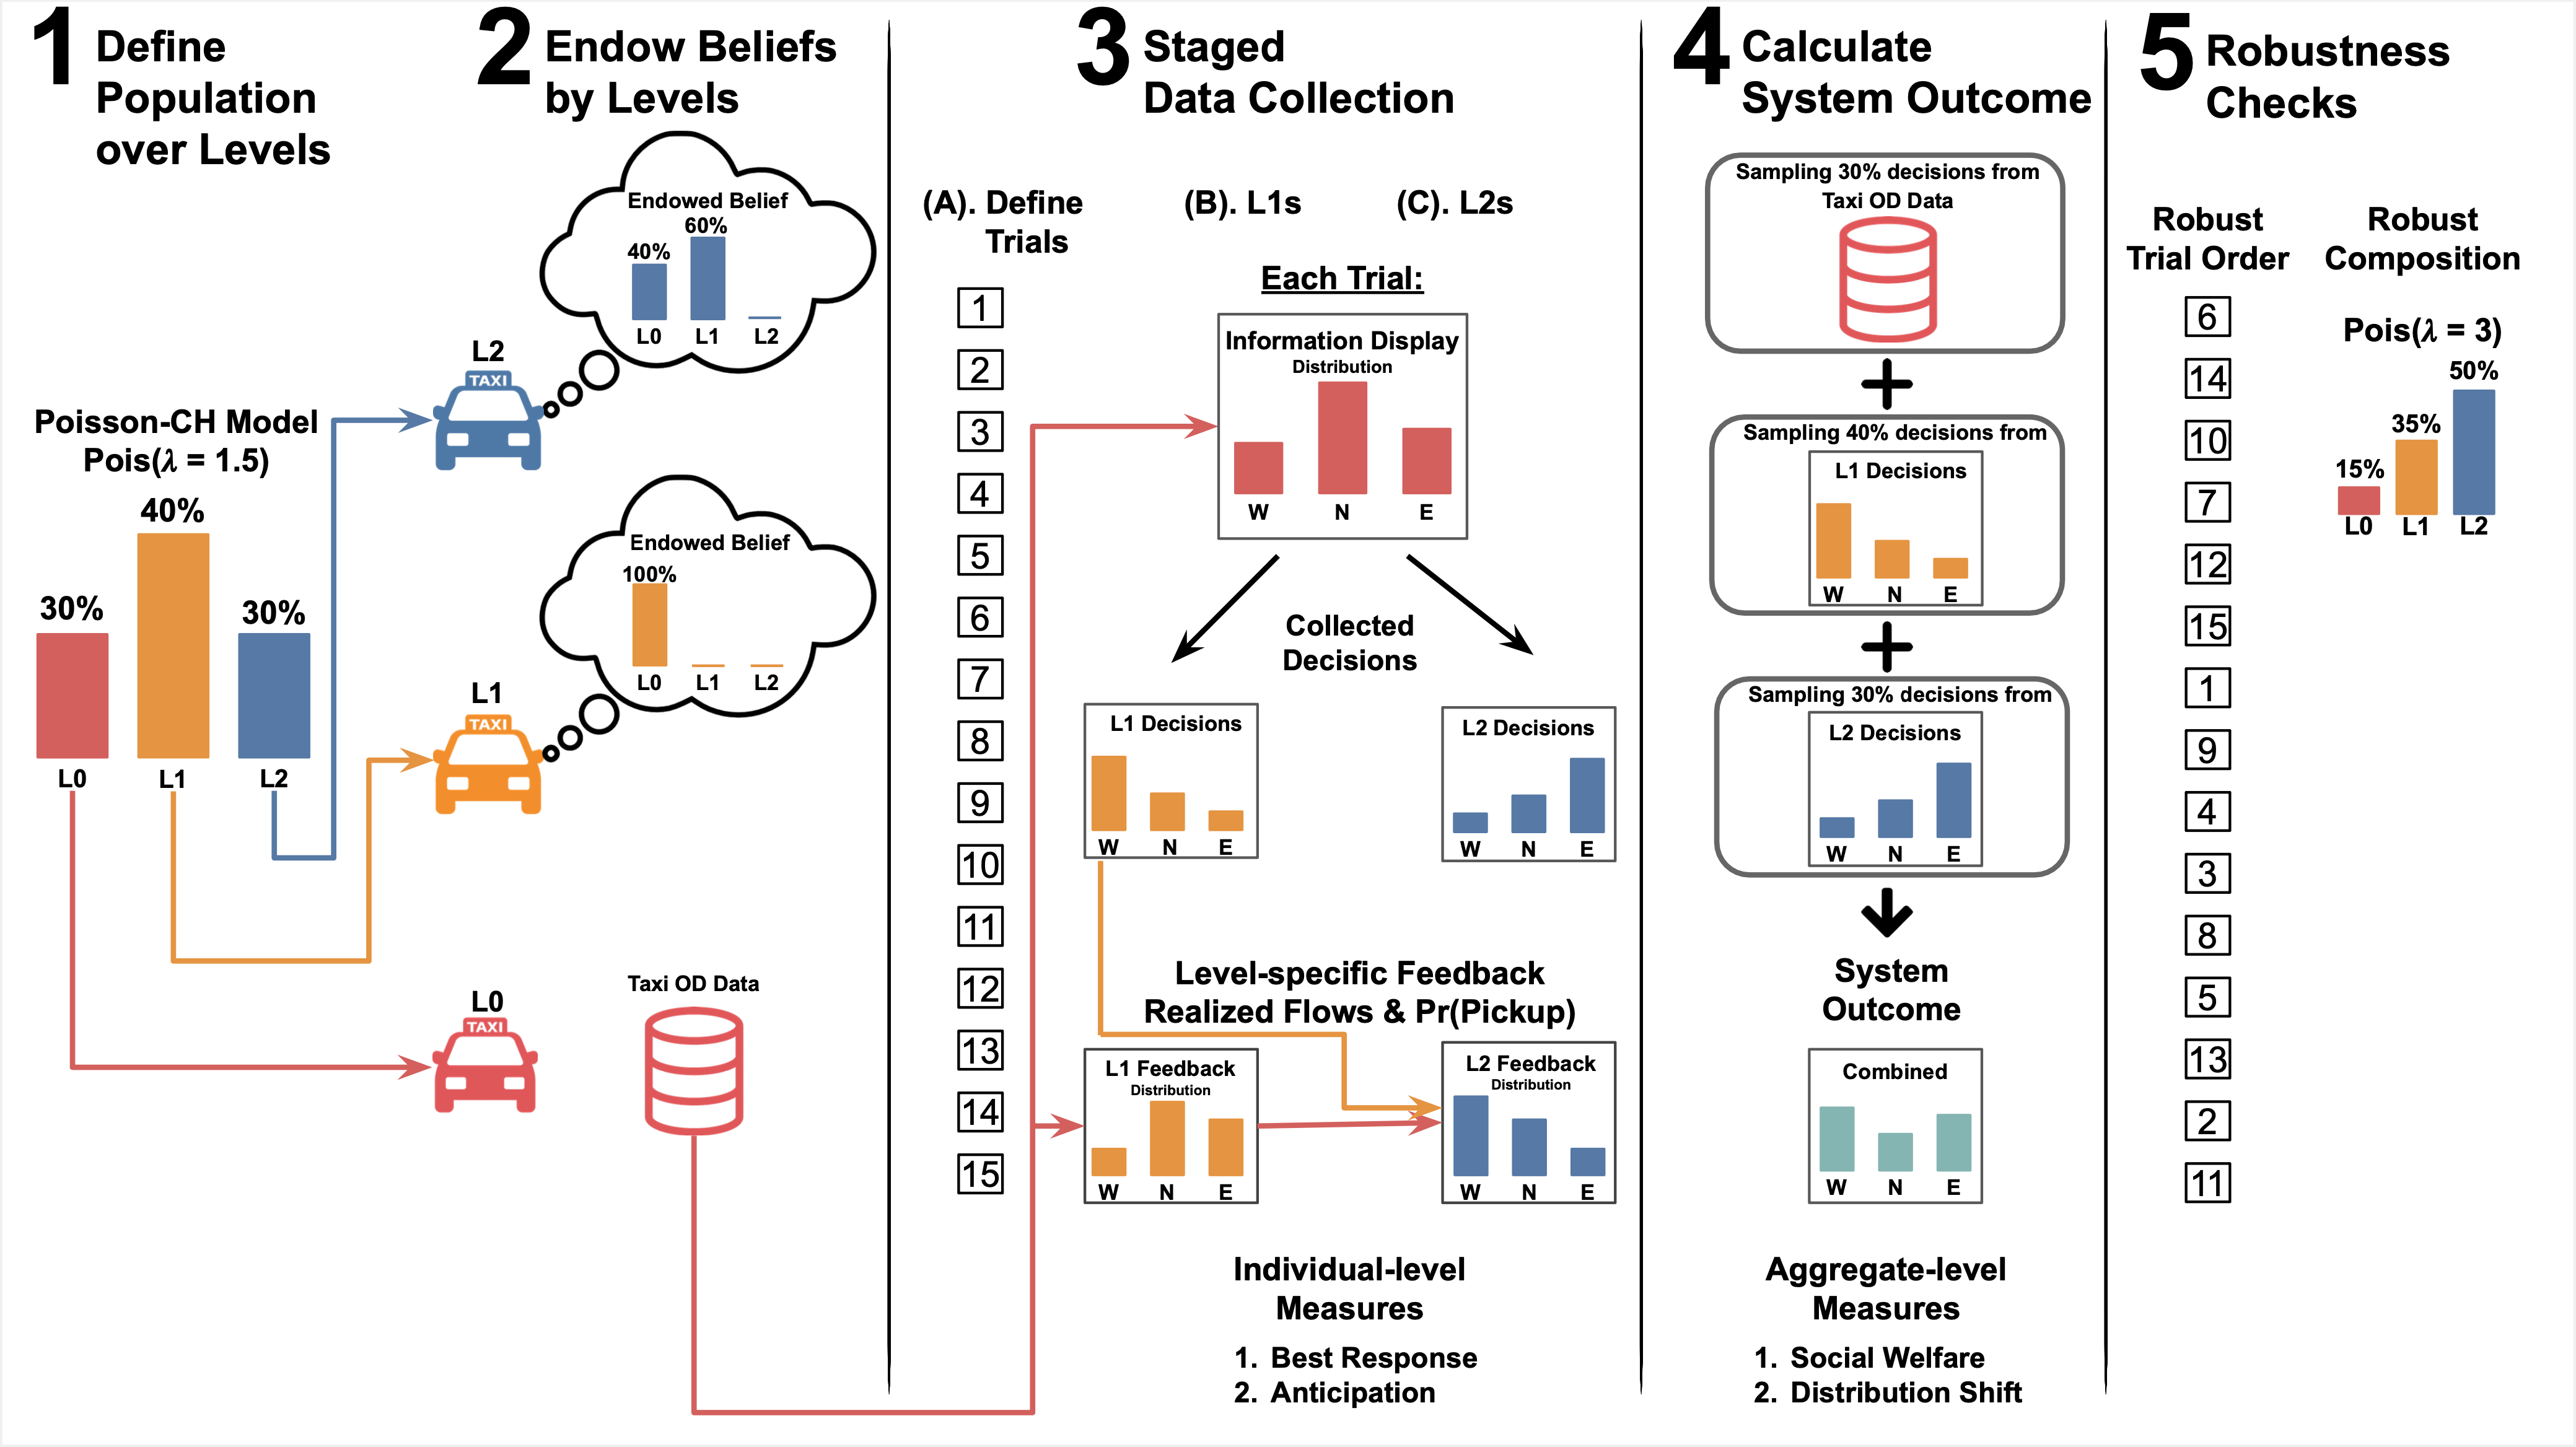 1 Define
Population
over Levels
Poisson-CH Model
Pois(λ = 1.5)
30%
40%
30%
L0
L1
L2
2 Endow Beliefs
by Levels
Endowed Belief
40%
60%
L0
L1
L2
L2
TAXI
Endowed Belief
100%
L0
L1
L2
L1
TAXI
L0
TAXI
Taxi OD Data
3 Staged
Data Collection
(A). Define
Trials
(B). L1s
(C). L2s
1
2
3
4
5
6
7
8
9
10
11
12
13
14
15
Each Trial:
Information Display
Distribution
W N E
Collected
Decisions
L1 Decisions
W N E
L2 Decisions
W N E
Level-specific Feedback
Realized Flows & Pr(Pickup)
L1 Feedback
Distribution
W N E
L2 Feedback
Distribution
W N E
Individual-level
Measures
1. Best Response
2. Anticipation
4 Calculate
System Outcome
Sampling 30% decisions from
Taxi OD Data
+
Sampling 40% decisions from
L1 Decisions
W N E
+
Sampling 30% decisions from
L2 Decisions
W N E
System
Outcome
Combined
W N E
Aggregate-level
Measures
1. Social Welfare
2. Distribution Shift
5 Robustness
Checks
Robust
Trial Order
6
14
10
7
12
15
1
9
4
3
8
5
13
2
11
Robust
Composition
Pois(λ = 3)
15%
35%
50%
L0
L1
L2